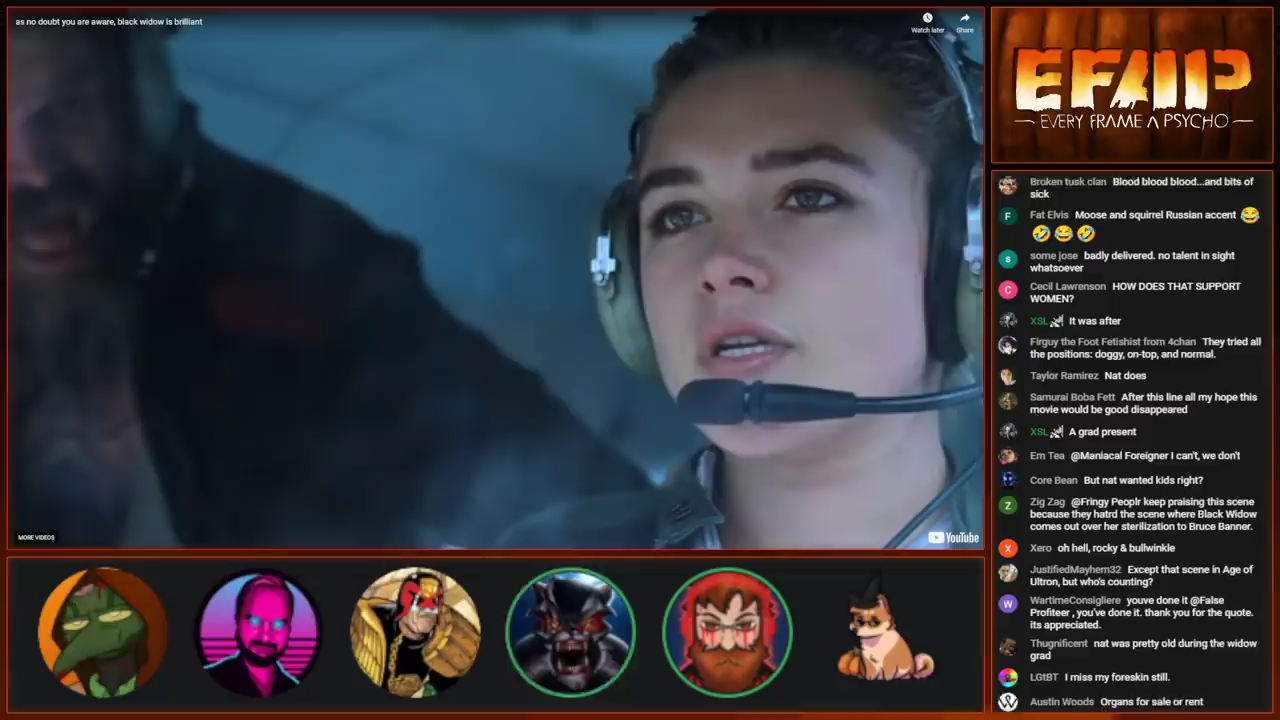 as no doubt you are aware, black widow is brilliant
Watch later
Share
MORE VIDEOS
YouTube
EFAP
EVERY FRAME A PSYCHO
Broken tusk clan Blood blood blood...and bits of
sick
F
Fat Elvis Moose and squirrel Russian accent 😂
🤣😂🤣
s
some jose badly delivered. no talent in sight
whatsoever
C
Cecil Lawrenson HOW DOES THAT SUPPORT
WOMEN?
XSL It was after
Firguy the Foot Fetishist from 4chan They tried all
the positions: doggy, on-top, and normal.
Taylor Ramirez Nat does
Samurai Boba Fett After this line all my hope this
movie would be good disappeared
XSL A grad present
Em Tea @Maniacal Foreigner I can't, we don't
Core Bean But nat wanted kids right?
Z
Zig Zag @Fringy Peoplr keep praising this scene
because they hatrd the scene where Black Widow
comes out over her sterilization to Bruce Banner.
X
Xero oh hell, rocky & bullwinkle
JustifiedMayhem32 Except that scene in Age of
Ultron, but who's counting?
W
WartimeConsigliere youve done it @False
Profiteer , you've done it. thank you for the quote.
its appreciated.
Thugnificent nat was pretty old during the widow
grad
LGtBT I miss my foreskin still.
Austin Woods Organs for sale or rent